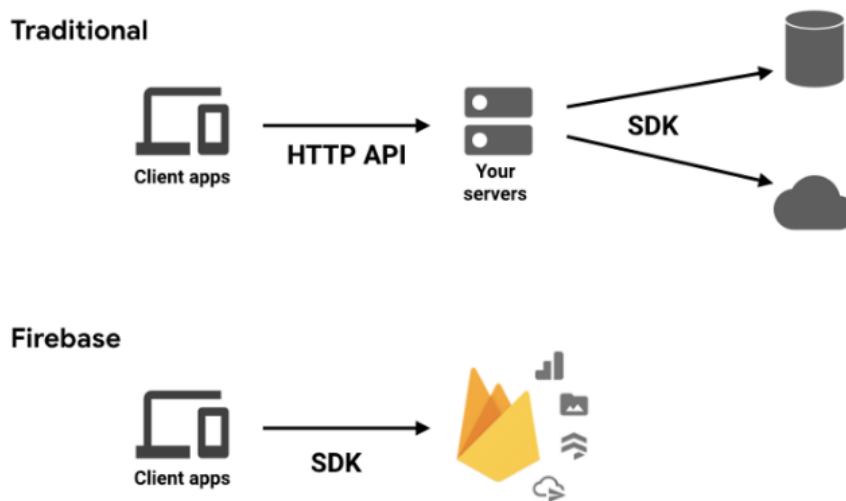 Traditional
HTTP API
SDK
Client apps
Your
servers
Firebase
SDK
Client apps